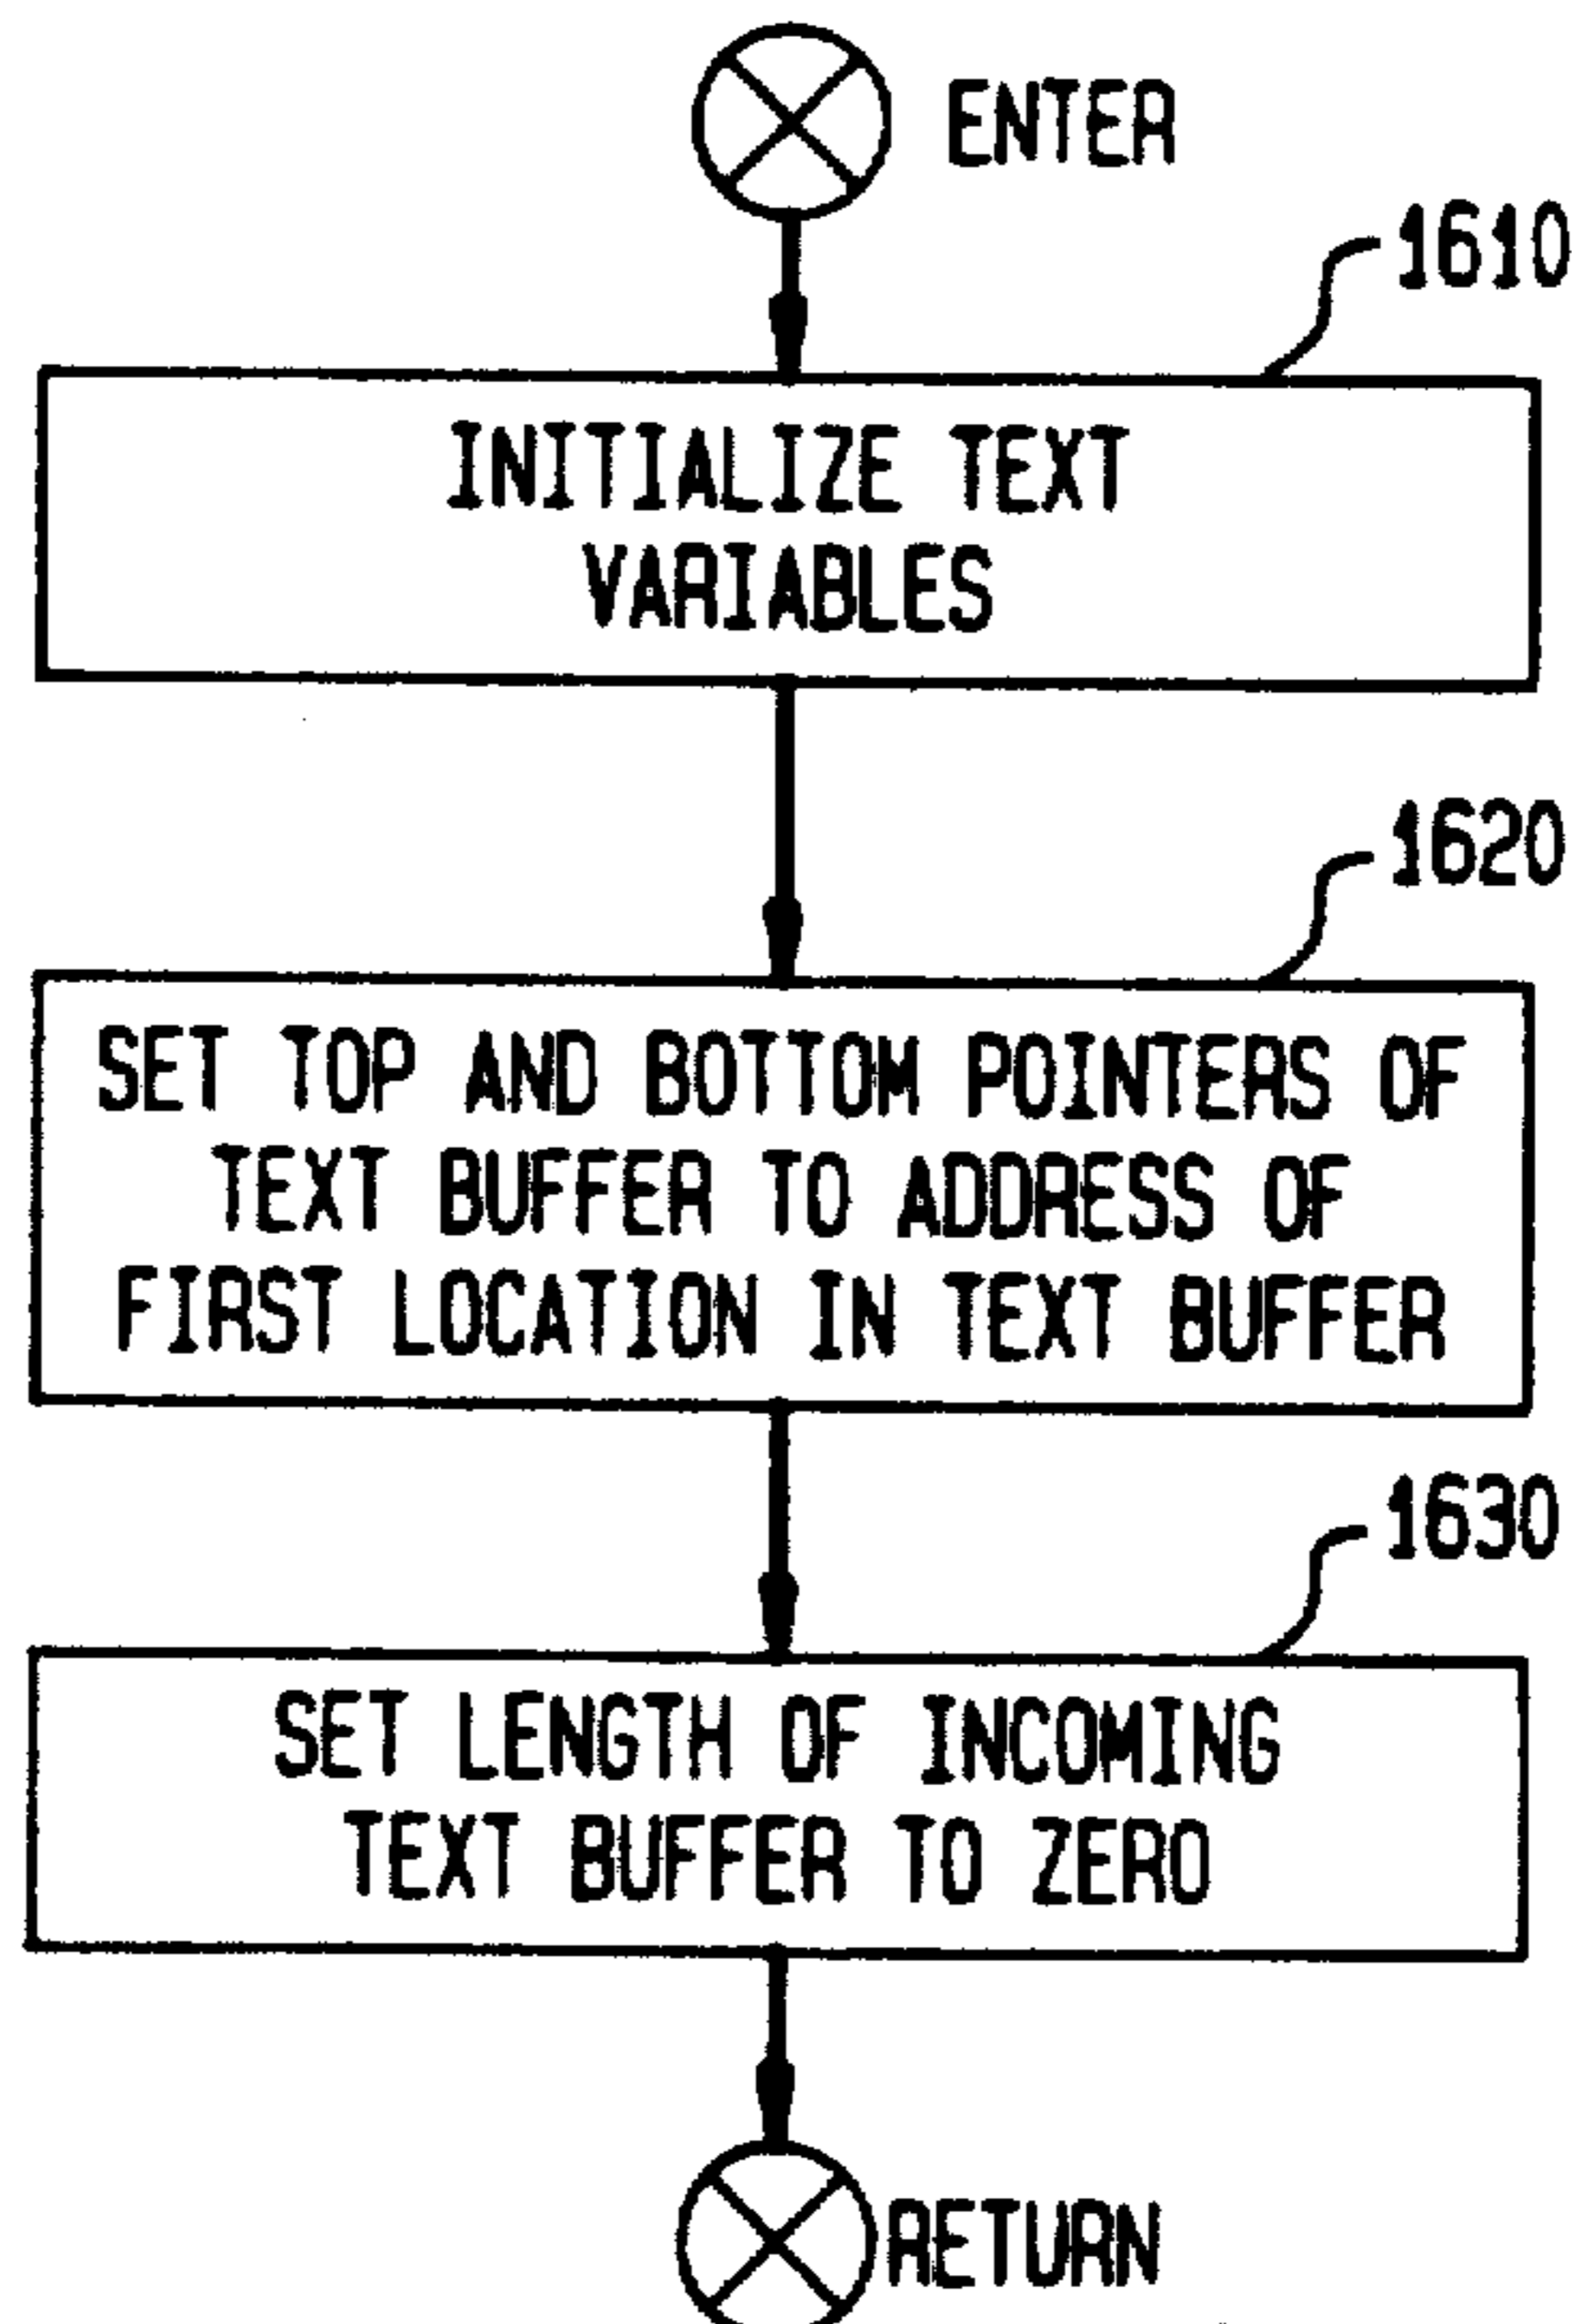 ENTER
1610
INITIALIZE TEXT
VARIABLES
1620
SET TOP AND BOTTOM POINTERS OF
TEXT BUFFER TO ADDRESS OF
FIRST LOCATION IN TEXT BUFFER
1630
SET LENGTH OF INCOMING
TEXT BUFFER TO ZERO
RETURN